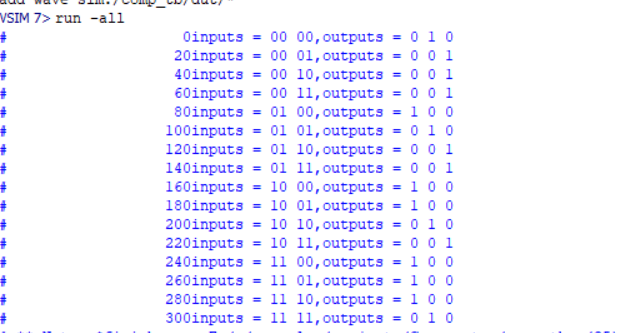 add wave sim:/comp_tb/dut/*
VSIM 7> run -all
# 0inputs = 00 00,outputs = 0 1 0
# 20inputs = 00 01,outputs = 0 0 1
# 40inputs = 00 10,outputs = 0 0 1
# 60inputs = 00 11,outputs = 0 0 1
# 80inputs = 01 00,outputs = 1 0 0
# 100inputs = 01 01,outputs = 0 1 0
# 120inputs = 01 10,outputs = 0 0 1
# 140inputs = 01 11,outputs = 0 0 1
# 160inputs = 10 00,outputs = 1 0 0
# 180inputs = 10 01,outputs = 1 0 0
# 200inputs = 10 10,outputs = 0 1 0
# 220inputs = 10 11,outputs = 0 0 1
# 240inputs = 11 00,outputs = 1 0 0
# 260inputs = 11 01,outputs = 1 0 0
# 280inputs = 11 10,outputs = 1 0 0
# 300inputs = 11 11,outputs = 0 1 0